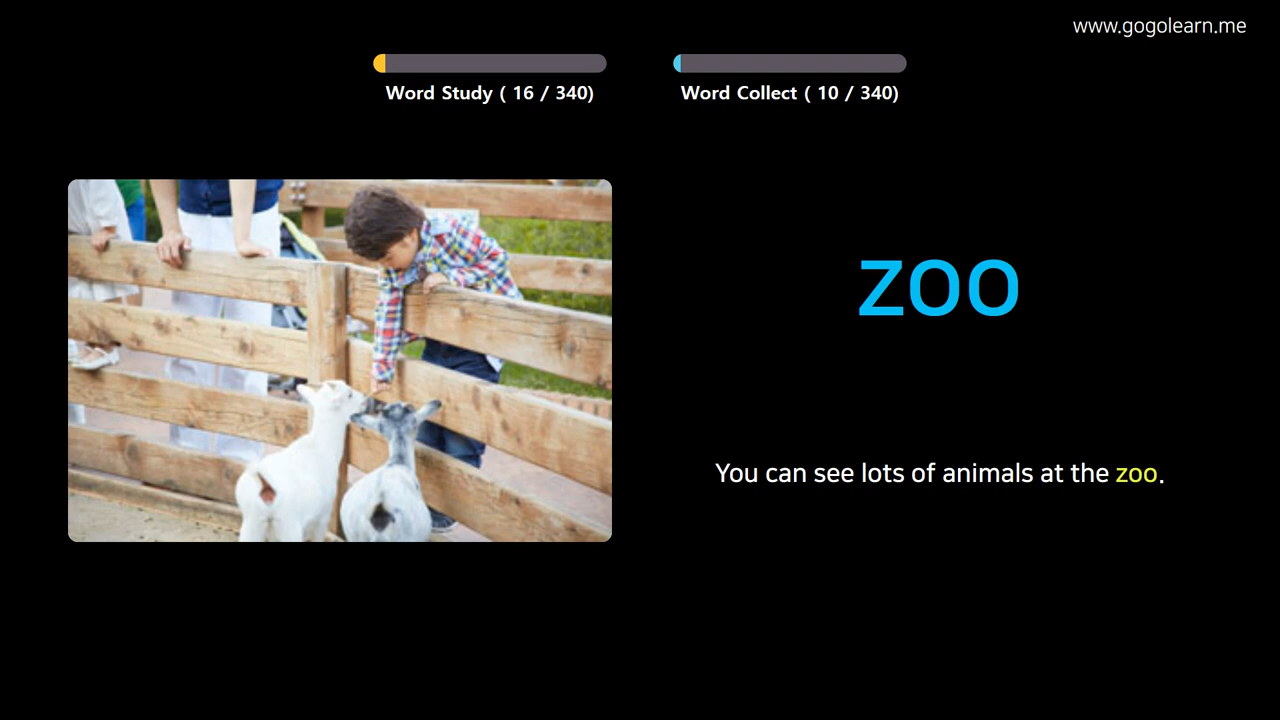 www.gogolearn.me
Word Study ( 16 / 340)
Word Collect ( 10 / 340)
zoo
You can see lots of animals at the zoo.